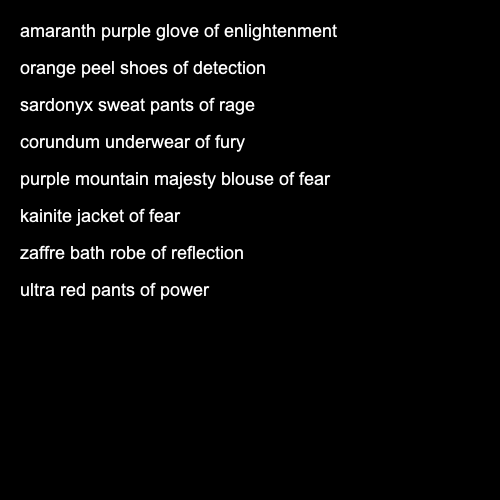 amaranth purple glove of enlightenment
orange peel shoes of detection
sardonyx sweat pants of rage
corundum underwear of fury
purple mountain majesty blouse of fear
kainite jacket of fear
zaffre bath robe of reflection
ultra red pants of power